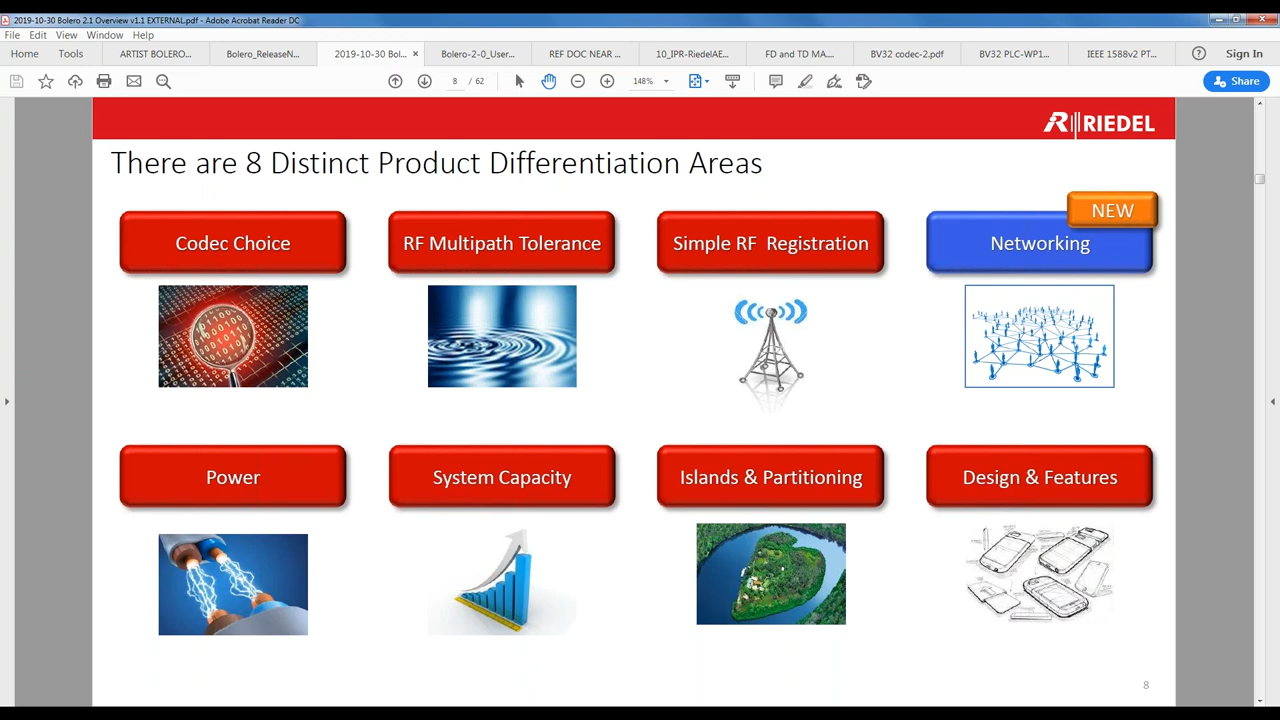 2019-10-30 Bolero 2.1 Overview v1.1 EXTERNAL.pdf - Adobe Acrobat Reader DC
File Edit View Window Help
Home Tools ARTIST BOLERO... Bolero_ReleaseN... 2019-10-30 Bol... × Bolero-2-0_User... REF DOC NEAR ... 10_IPR-RiedelAE... FD and TD MA... BV32 codec-2.pdf BV32 PLC-WP1... IEEE 1588v2 PT... Sign In
8 / 62 148% Share
RIEDEL
There are 8 Distinct Product Differentiation Areas
NEW
Codec Choice RF Multipath Tolerance Simple RF Registration Networking
Power System Capacity Islands & Partitioning Design & Features
8